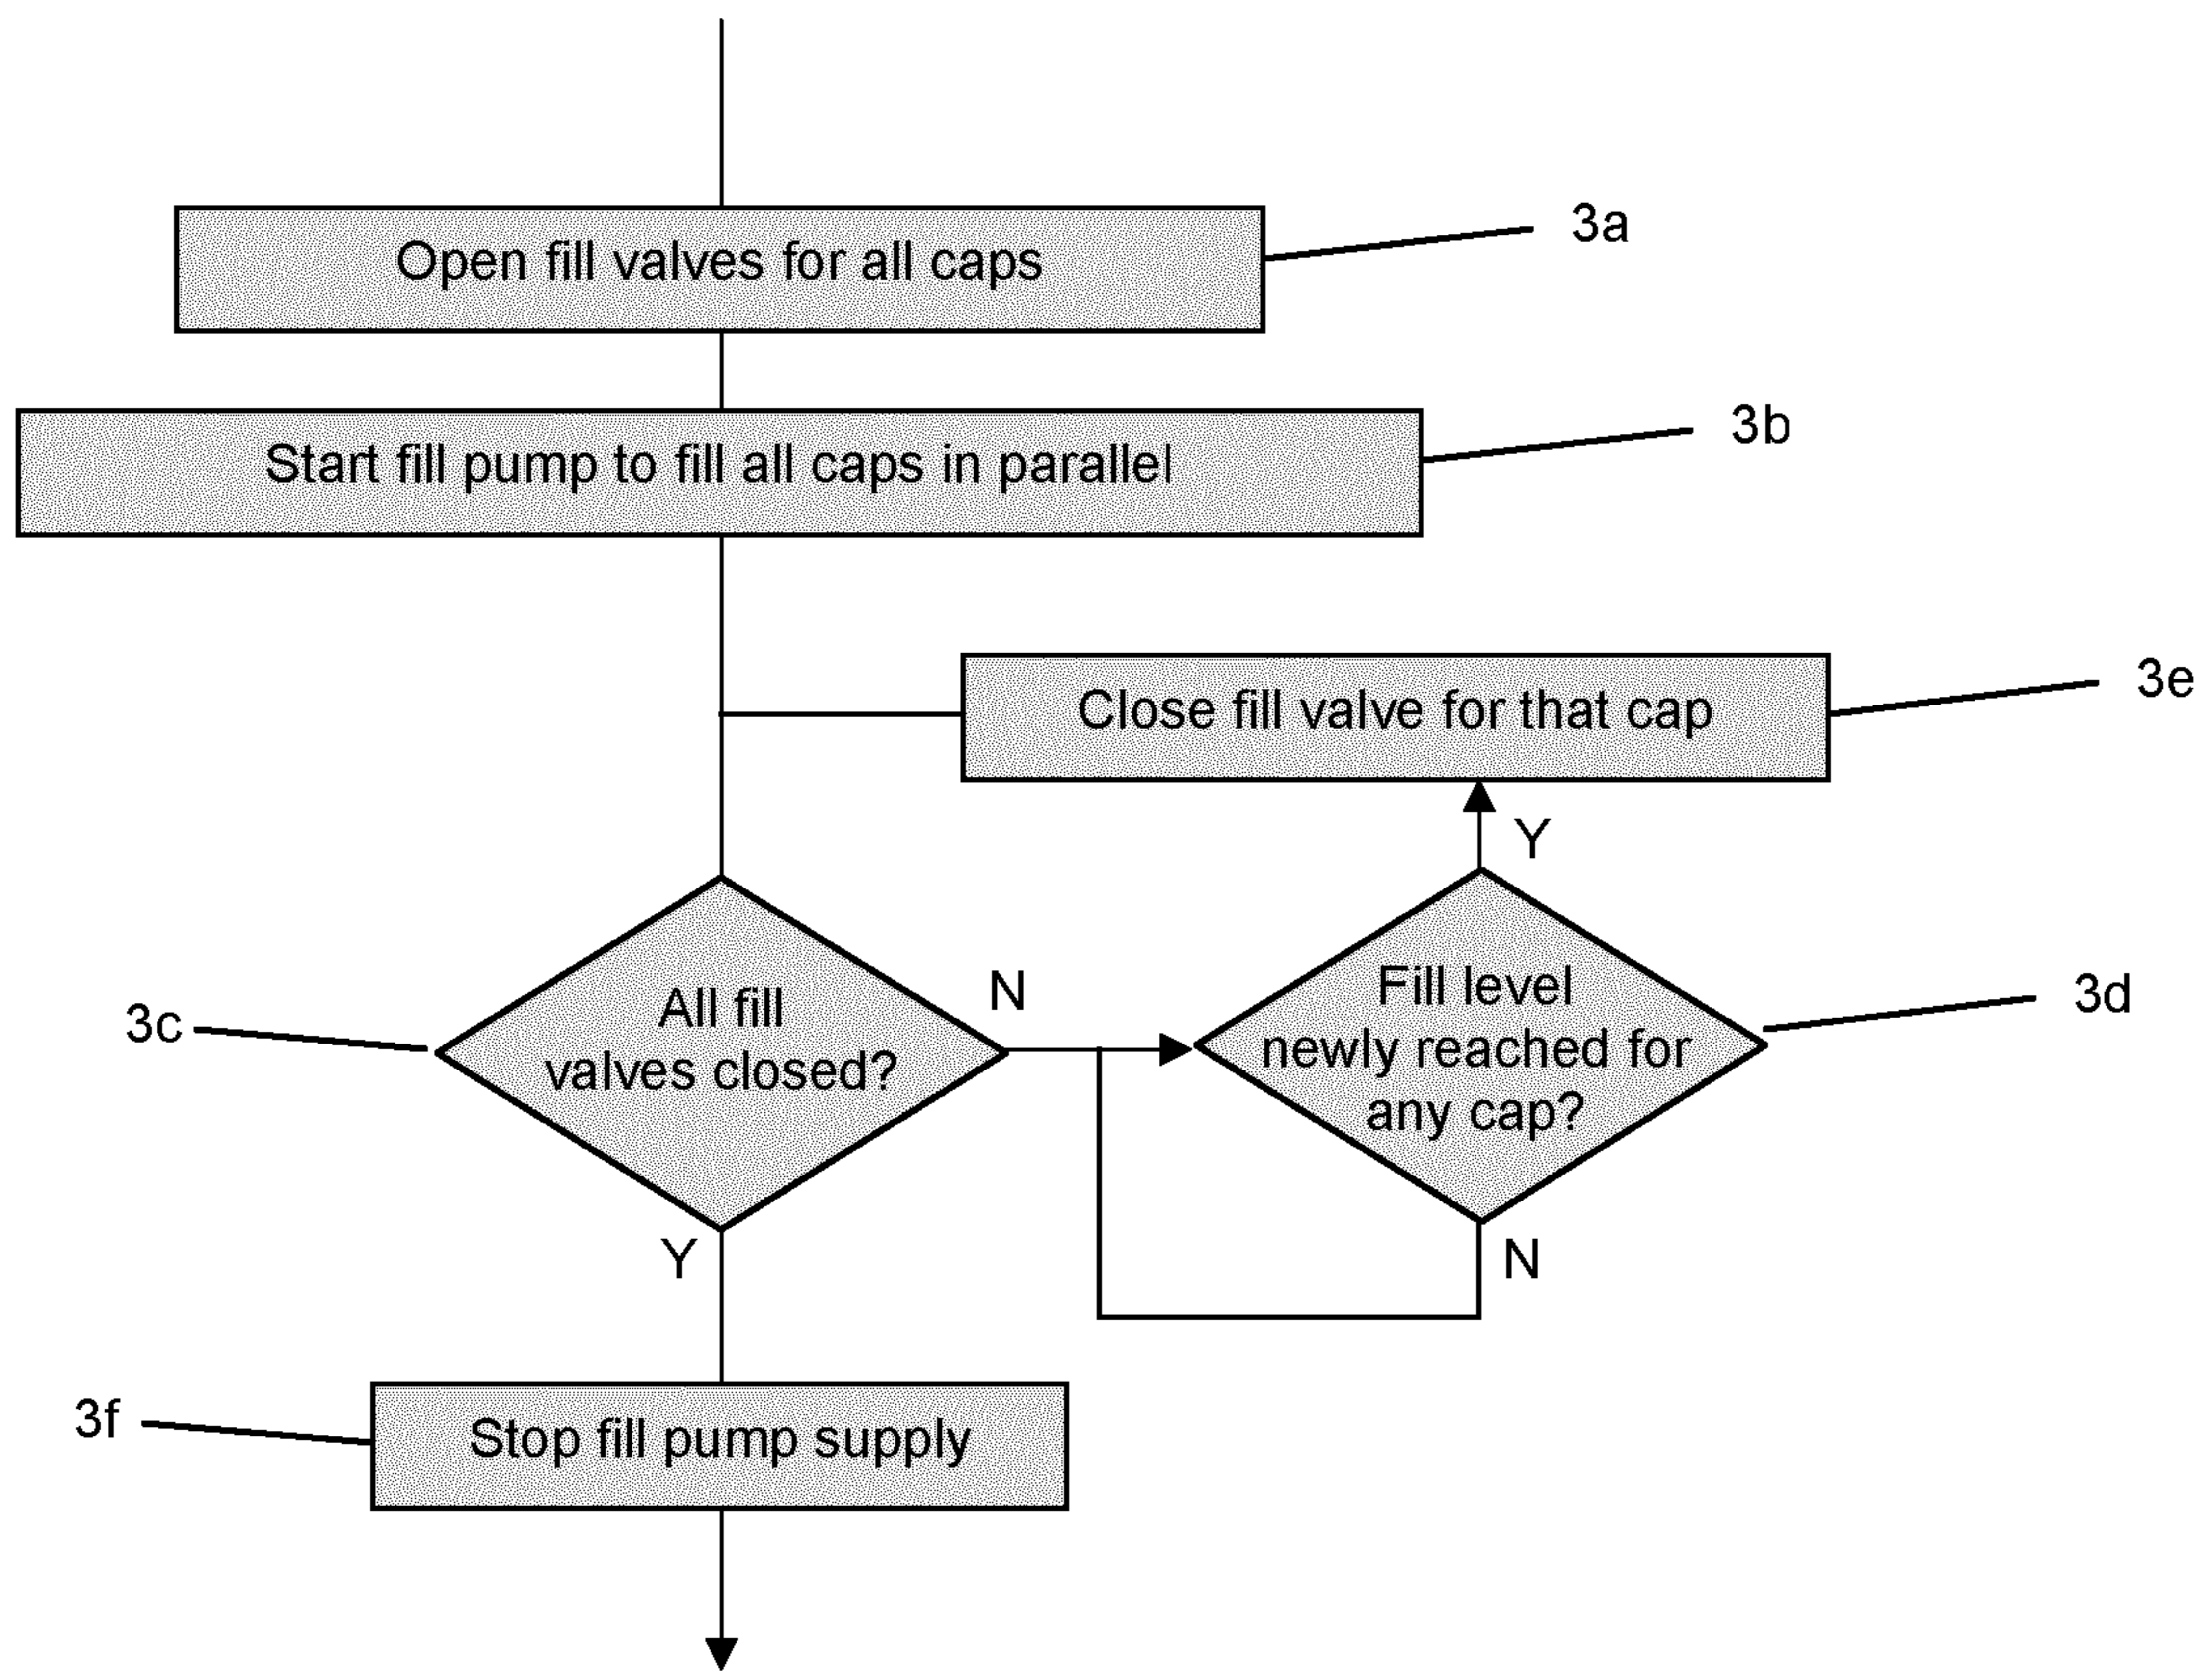 Open fill valves for all caps
3a
Start fill pump to fill all caps in parallel
3b
Close fill valve for that cap
3e
Y
3c
All fill
valves closed?
N
Fill level
newly reached for
any cap?
3d
Y
N
3f
Stop fill pump supply